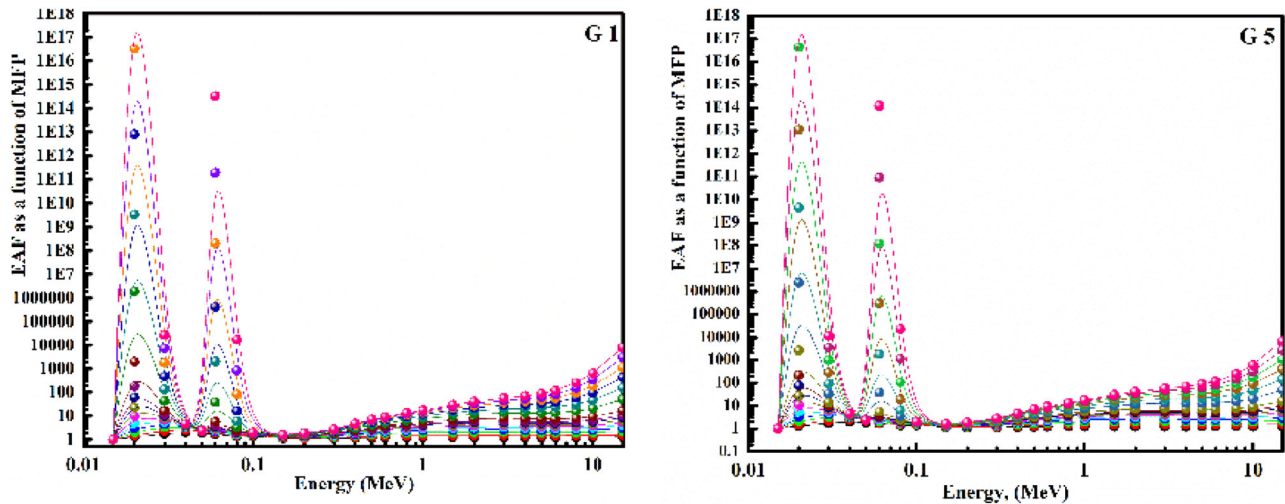 EAF as a function of MFP
1E18
1E17
1E16
1E15
1E14
1E13
1E12
1E11
1E10
1E9
1E8
1E7
1000000
100000
10000
1000
100
10
1
G 1
0.01
0.1
1
10
Energy (MeV)
EAF as a function of MFP
1E18
1E17
1E16
1E15
1E14
1E13
1E12
1E11
1E10
1E9
1E8
1E7
1000000
100000
10000
1000
100
10
1
0.1
G 5
0.01
0.1
1
10
Energy, (MeV)